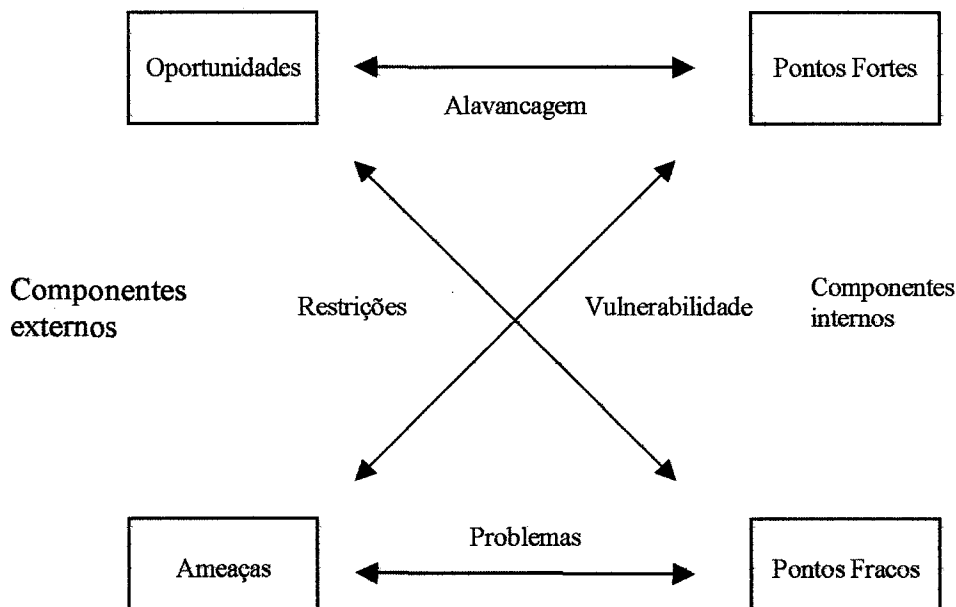 Oportunidades
Pontos Fortes
Alavancagem
Componentes
externos
Restrições
Vulnerabilidade
Componentes
internos
Problemas
Ameaças
Pontos Fracos